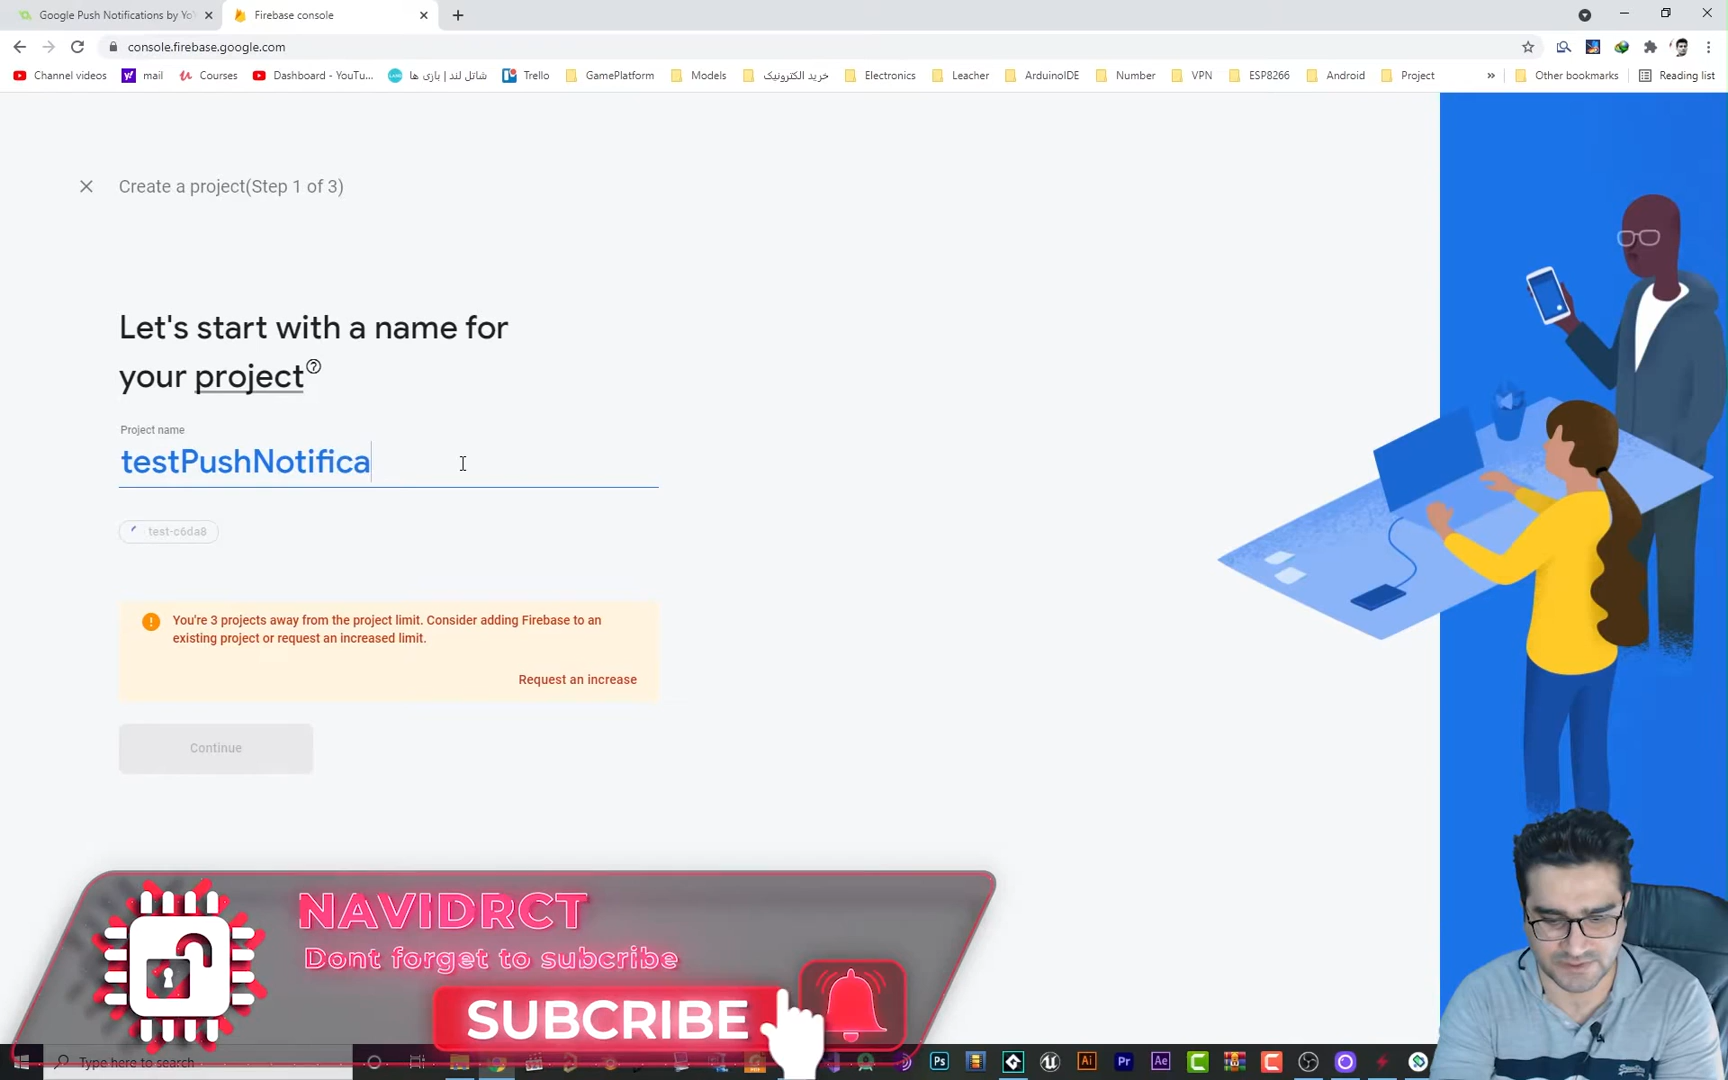 Google Push Notifications by Yo
Firebase console
console.firebase.google.com
Channel videos
mail
Courses
Dashboard - YouTu...
شاتل لند | بازی ها
Trello
GamePlatform
Models
خرید الکترونیک
Electronics
Leacher
ArduinoIDE
Number
VPN
ESP8266
Android
Project
»
Other bookmarks
Reading list
Create a project(Step 1 of 3)
Let's start with a name for
your project
Project name
testPushNotifica
test-c6da8
You're 3 projects away from the project limit. Consider adding Firebase to an
existing project or request an increased limit.
Request an increase
Continue
NAVIDRCT
Dont forget to subcribe
SUBCRIBE
Type here to search
Ps
Ai
Pr
Ae